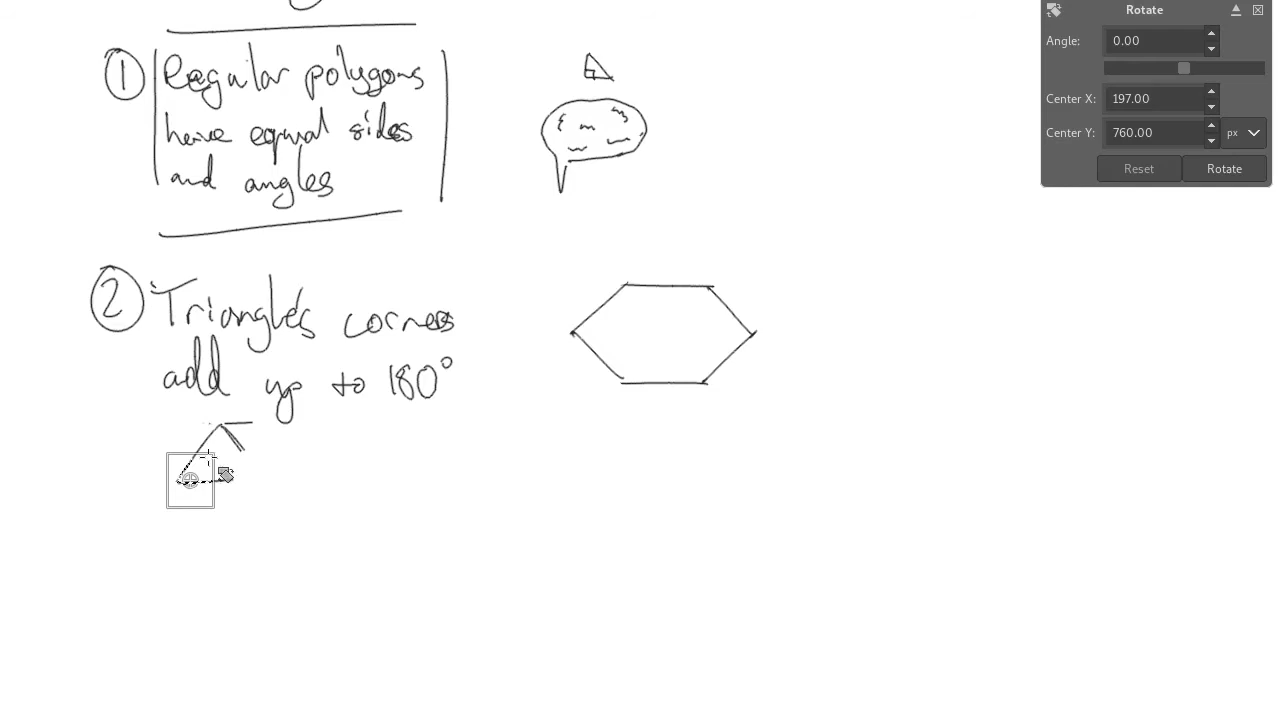 Rotate
Angle:
0.00
Center X:
197.00
Center Y:
760.00
px
Reset
Rotate
① Regular polygons
have equal sides
and angles
② Triangles corners
add up to 180°